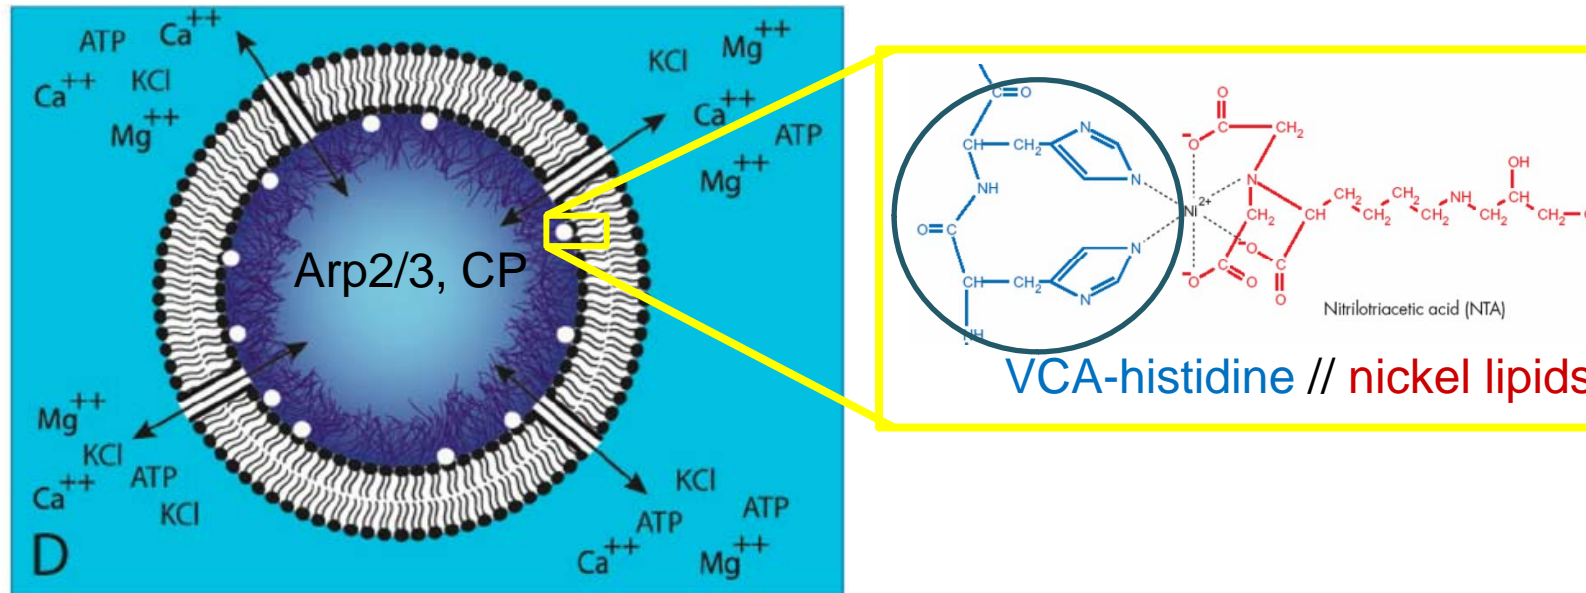 ATP Ca++
Ca++ KCl
Mg++
KCl Mg++
Ca++
ATP
Mg++
Arp2/3, CP
Mg++
KCl
Ca++ ATP
KCl
KCl
ATP ATP
Ca++ Mg++
D
C=O
CH-CH2
N
N
NH
O=C
CH-CH2
N
N
NH
Ni2+
O
C
O-
CH2
N
CH2
CH
O-
C
O
O-
C
O
CH2 CH2 CH2 CH2 NH CH2 OH CH CH2
Nitrilotriacetic acid (NTA)
VCA-histidine // nickel lipids